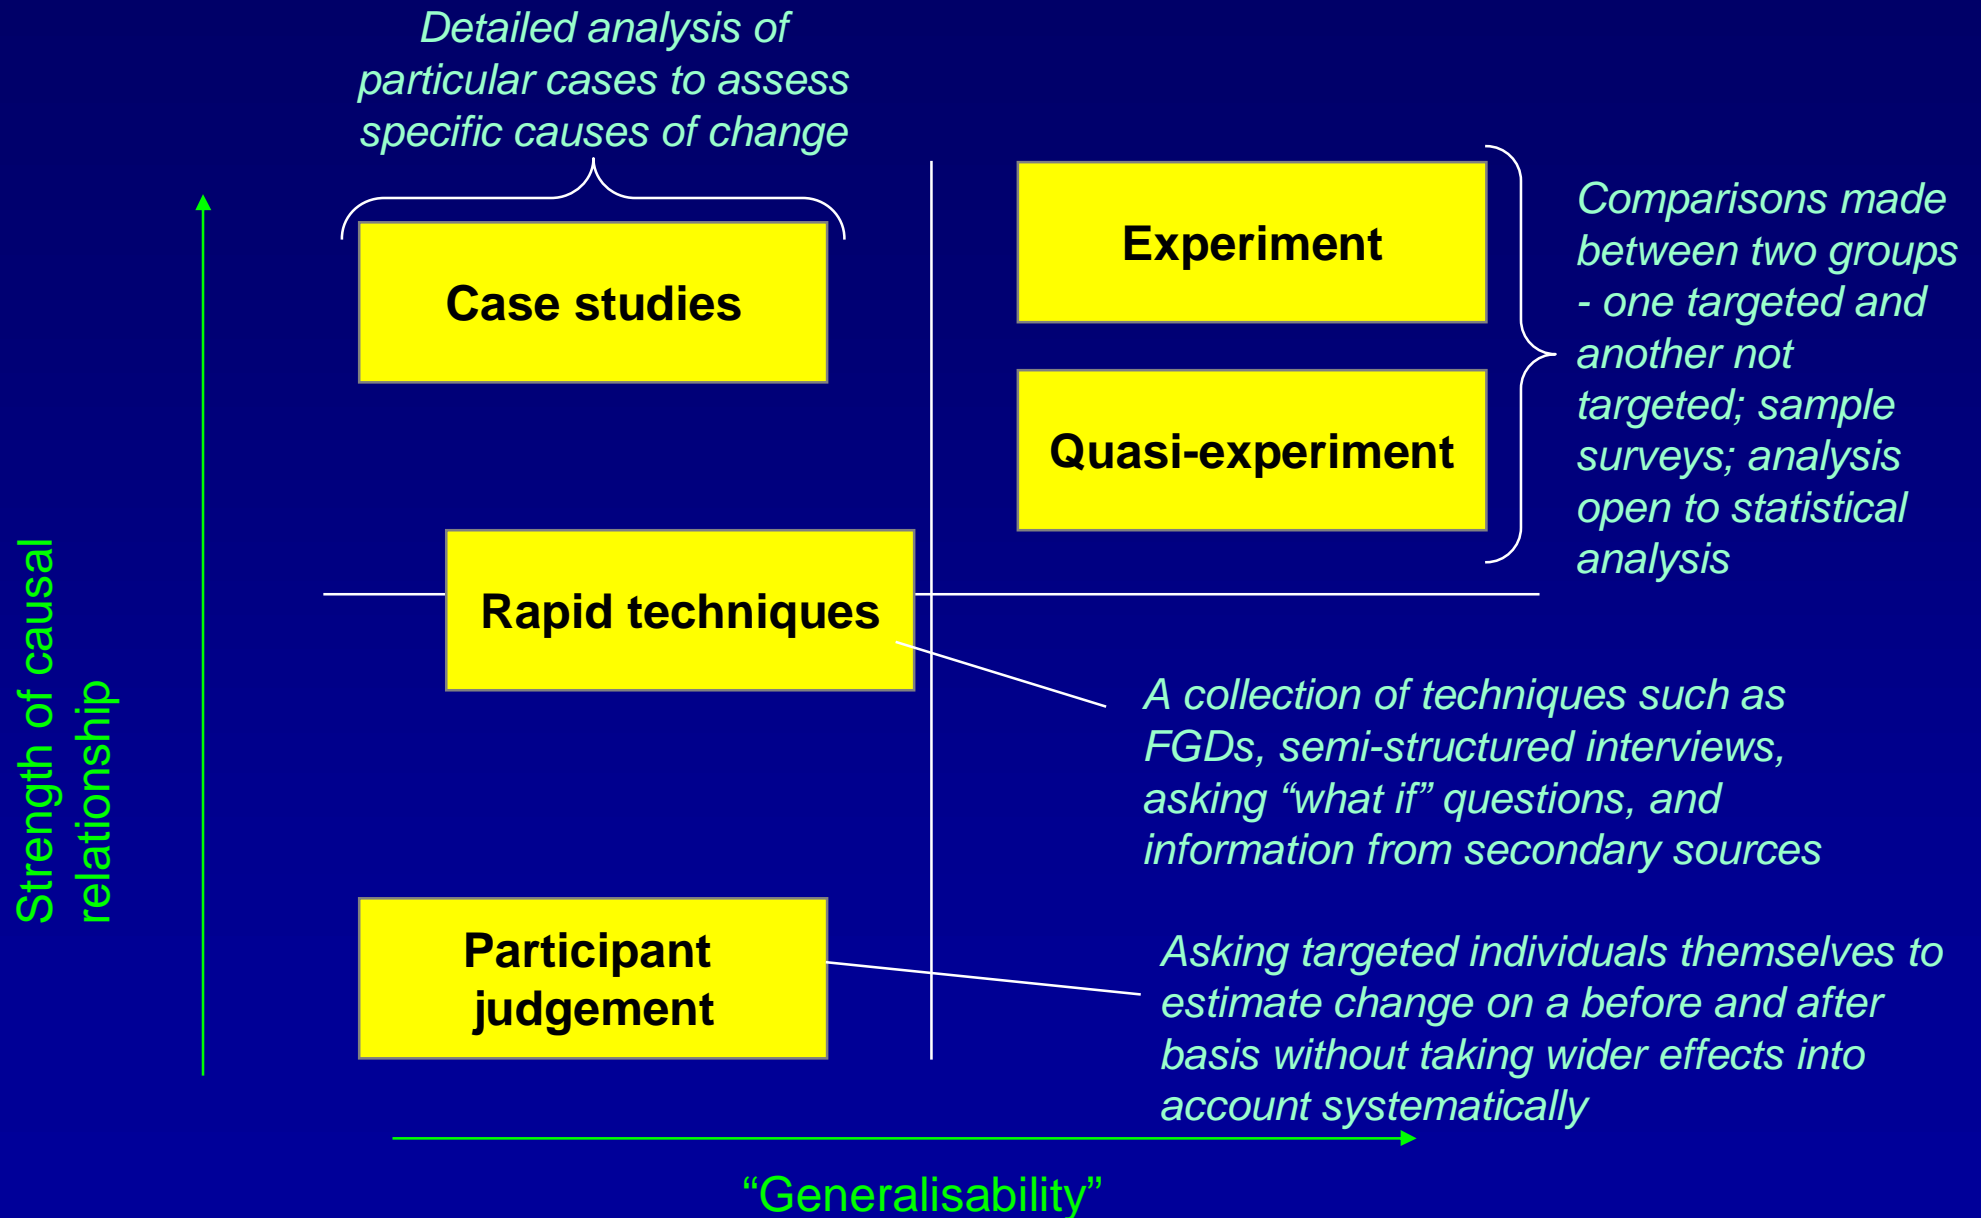 Detailed analysis of
particular cases to assess
specific causes of change
Case studies
Experiment
Quasi-experiment
Comparisons made
between two groups
- one targeted and
another not
targeted; sample
surveys; analysis
open to statistical
analysis
Rapid techniques
A collection of techniques such as
FGDs, semi-structured interviews,
asking “what if” questions, and
information from secondary sources
Participant
judgement
Asking targeted individuals themselves to
estimate change on a before and after
basis without taking wider effects into
account systematically
Strength of causal
relationship
“Generalisability”